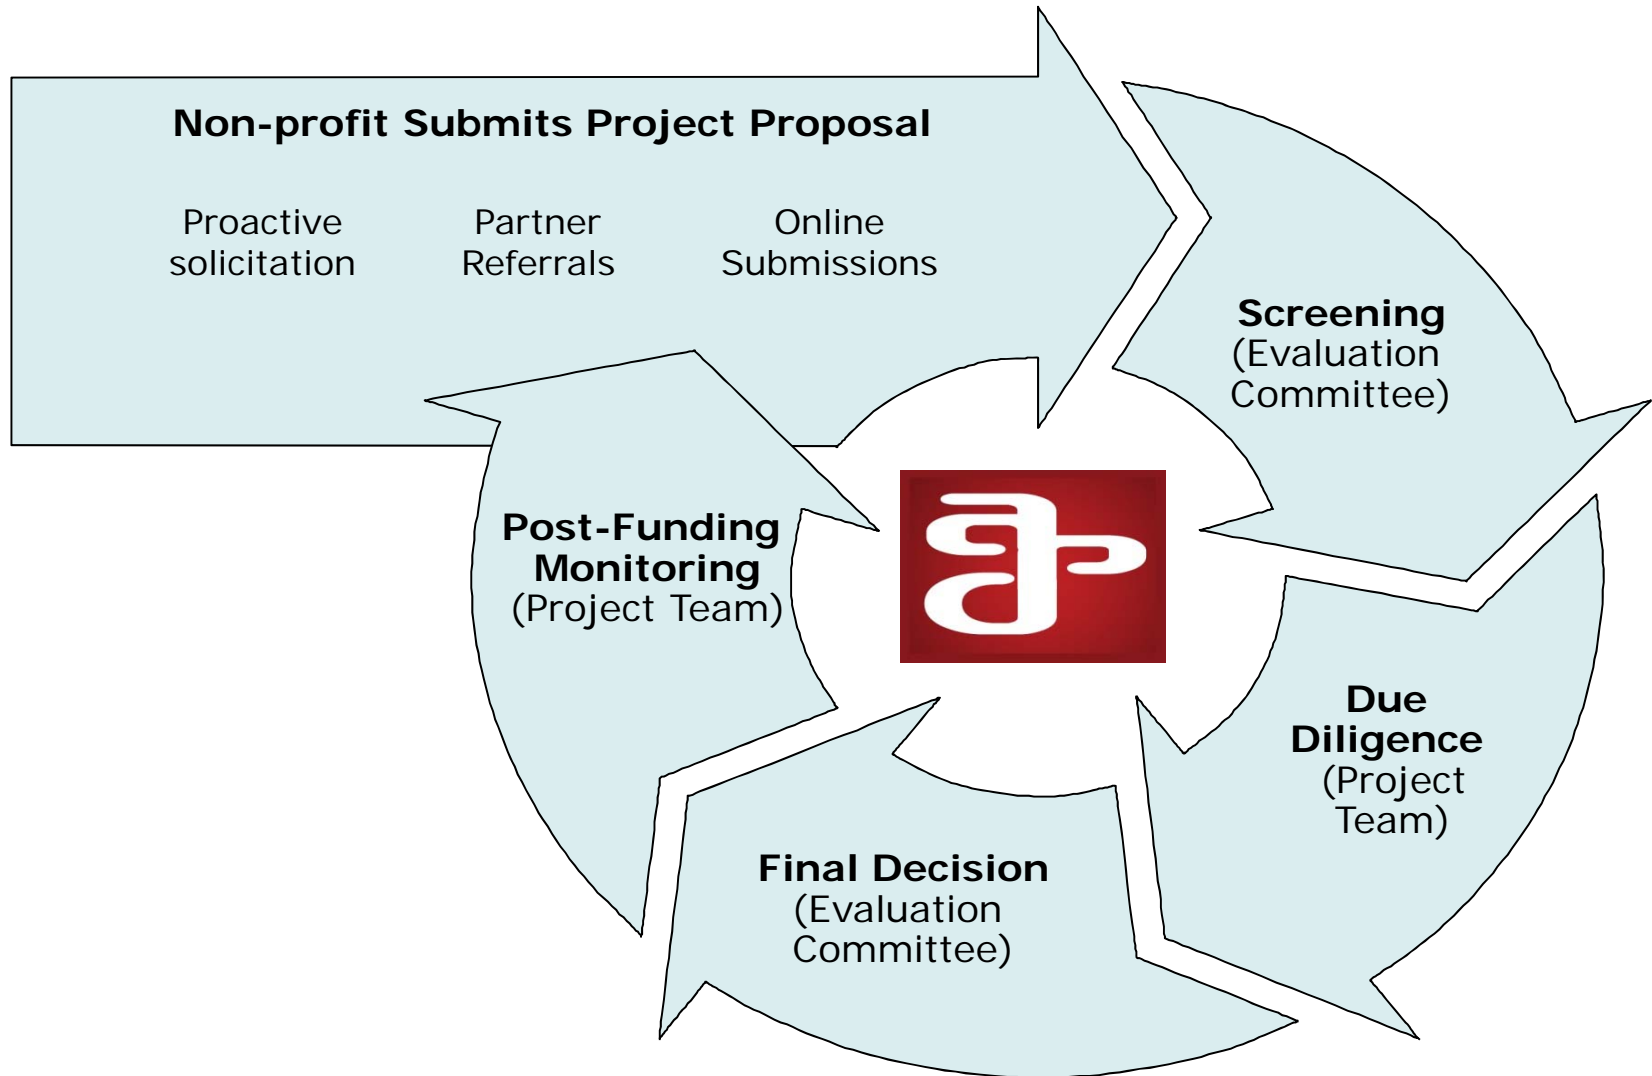 Non-profit Submits Project Proposal
Proactive
solicitation
Partner
Referrals
Online
Submissions
Screening
(Evaluation
Committee)
Due
Diligence
(Project
Team)
Final Decision
(Evaluation
Committee)
Post-Funding
Monitoring
(Project Team)